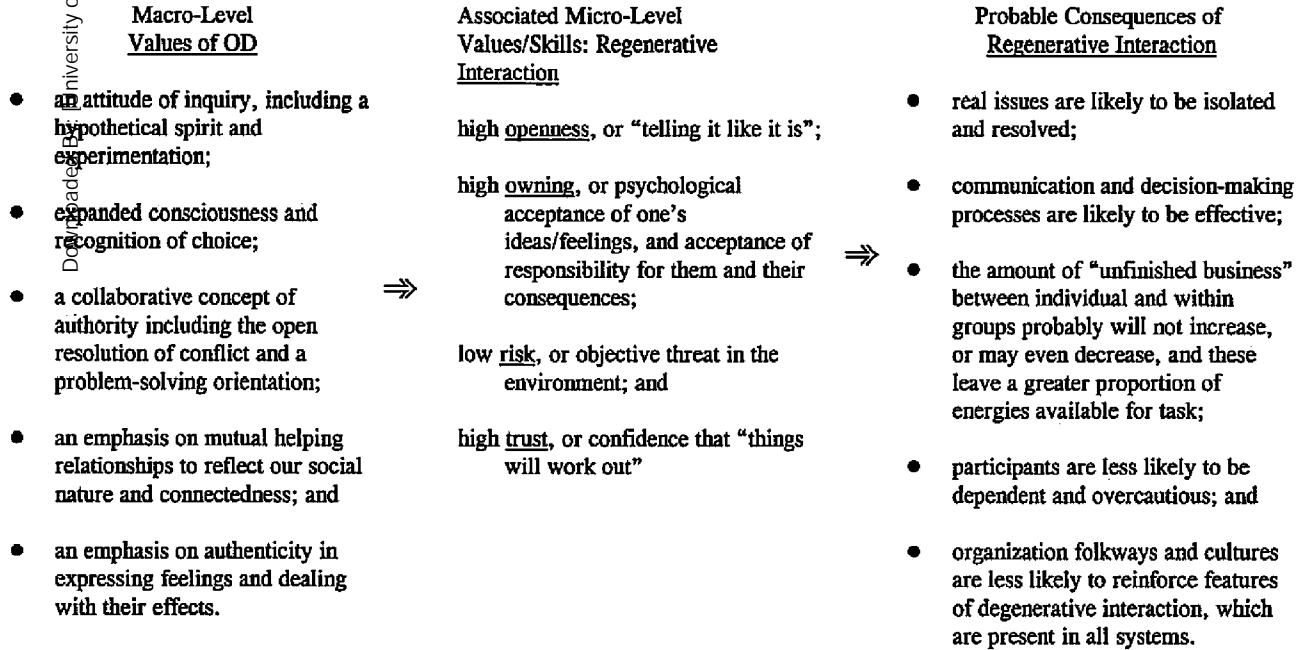 Macro-Level
Values of OD
● an attitude of inquiry, including a
hypothetical spirit and
experimentation;
● expanded consciousness and
recognition of choice;
● a collaborative concept of
authority including the open
resolution of conflict and a
problem-solving orientation;
● an emphasis on mutual helping
relationships to reflect our social
nature and connectedness; and
● an emphasis on authenticity in
expressing feelings and dealing
with their effects.
⇒
Associated Micro-Level
Values/Skills: Regenerative
Interaction
high openness, or “telling it like it is”;
high owning, or psychological
acceptance of one's
ideas/feelings, and acceptance of
responsibility for them and their
consequences;
low risk, or objective threat in the
environment; and
high trust, or confidence that “things
will work out”
⇒
Probable Consequences of
Regenerative Interaction
● real issues are likely to be isolated
and resolved;
● communication and decision-making
processes are likely to be effective;
● the amount of “unfinished business”
between individual and within
groups probably will not increase,
or may even decrease, and these
leave a greater proportion of
energies available for task;
● participants are less likely to be
dependent and overcautious; and
● organization folkways and cultures
are less likely to reinforce features
of degenerative interaction, which
are present in all systems.
Downloaded By: [University